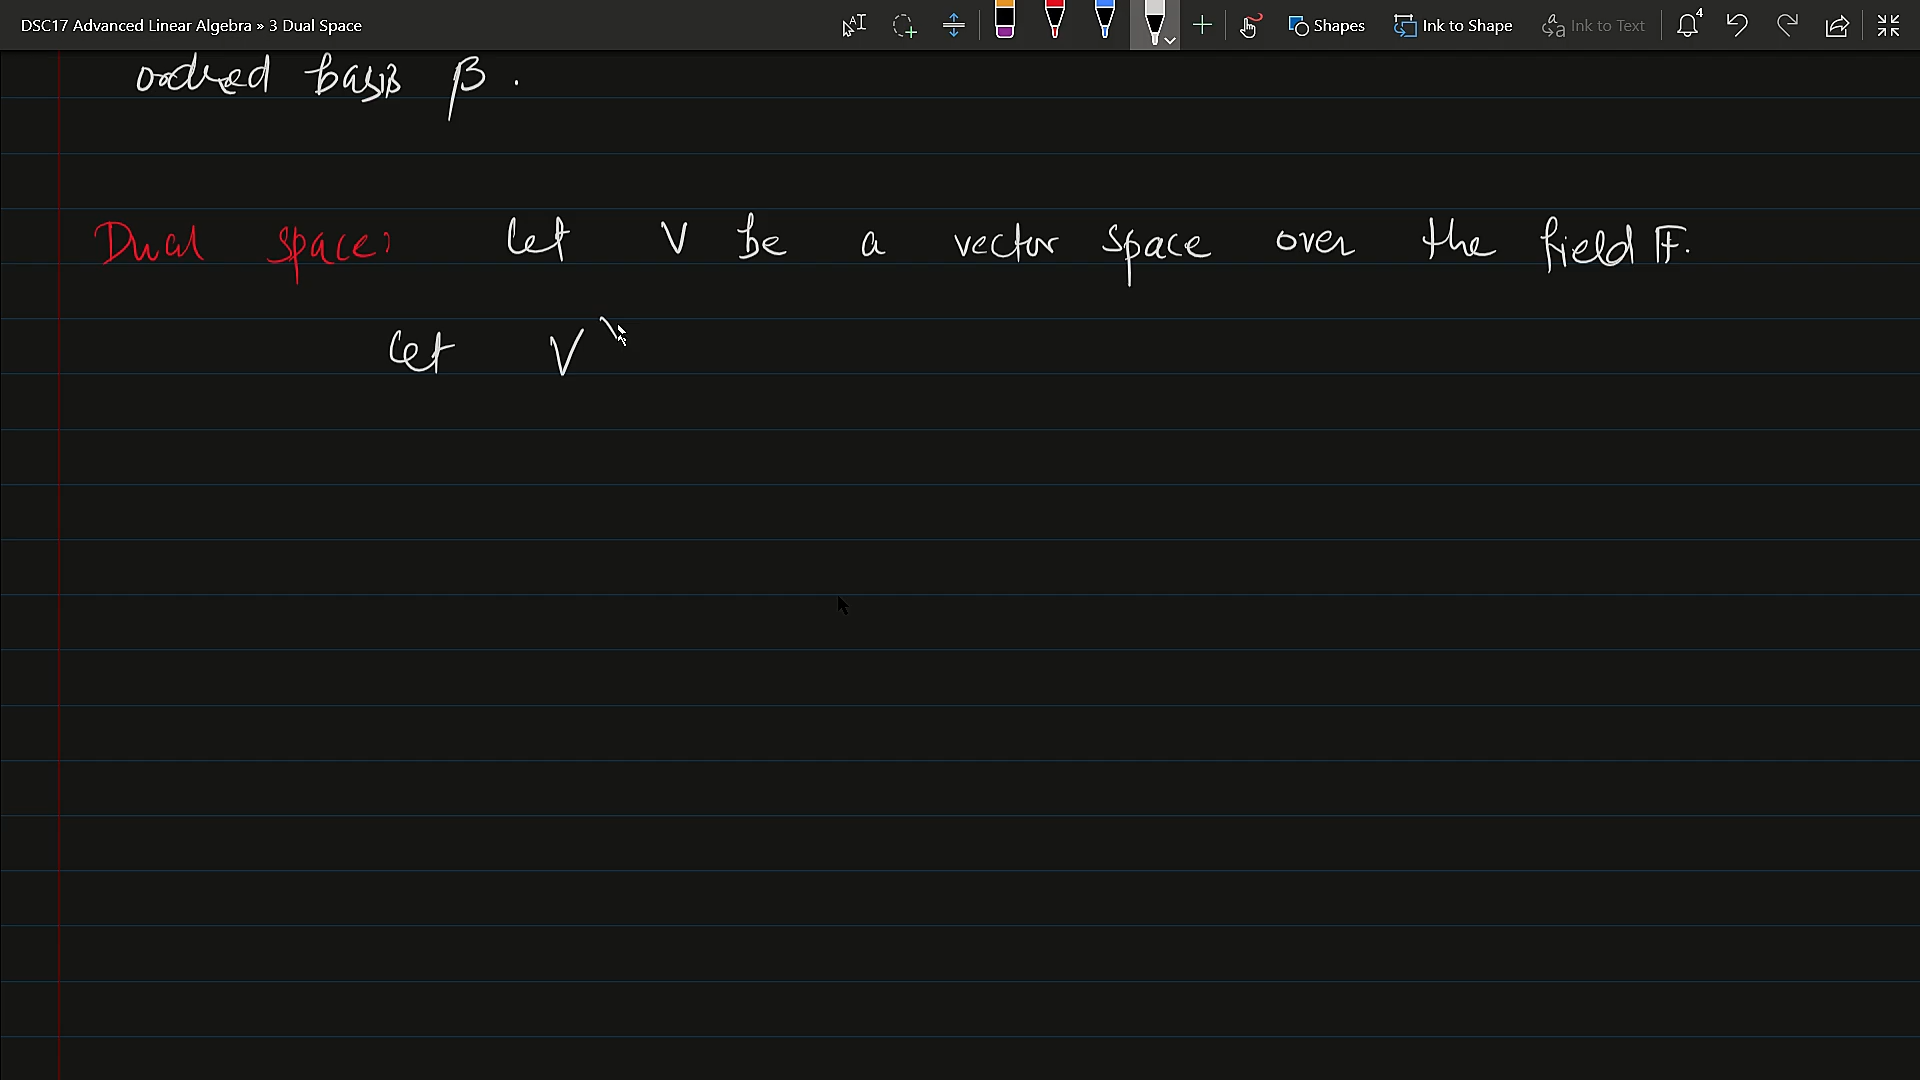 DSC17 Advanced Linear Algebra » 3 Dual Space
Shapes
Ink to Shape
Ink to Text
4
ordered basis β.
Dual space: let V be a vector space over the field 𝔽.
let V